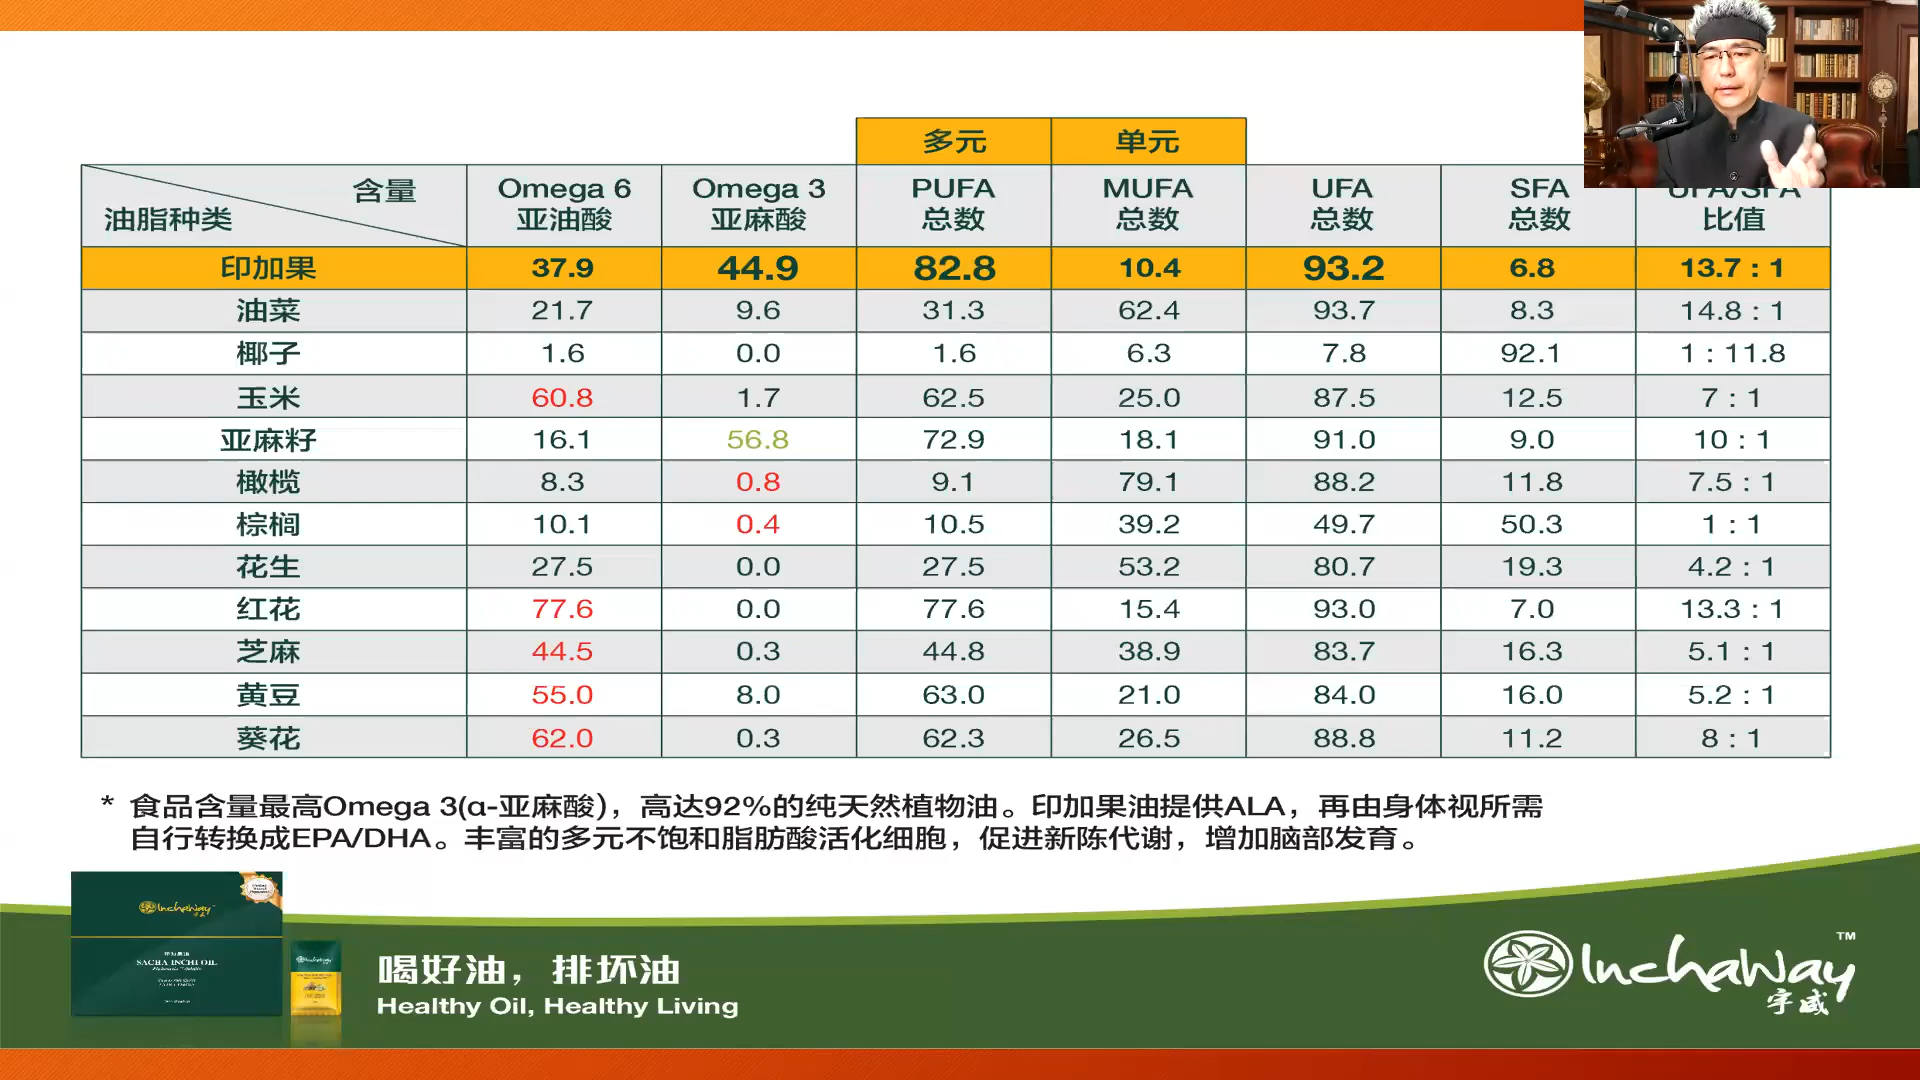 多元 单元
含量 油脂种类 Omega 6 亚油酸 Omega 3 亚麻酸 PUFA 总数 MUFA 总数 UFA 总数 SFA 总数 UFA/SFA 比值
印加果 37.9 44.9 82.8 10.4 93.2 6.8 13.7 : 1
油菜 21.7 9.6 31.3 62.4 93.7 8.3 14.8 : 1
椰子 1.6 0.0 1.6 6.3 7.8 92.1 1 : 11.8
玉米 60.8 1.7 62.5 25.0 87.5 12.5 7 : 1
亚麻籽 16.1 56.8 72.9 18.1 91.0 9.0 10 : 1
橄榄 8.3 0.8 9.1 79.1 88.2 11.8 7.5 : 1
棕榈 10.1 0.4 10.5 39.2 49.7 50.3 1 : 1
花生 27.5 0.0 27.5 53.2 80.7 19.3 4.2 : 1
红花 77.6 0.0 77.6 15.4 93.0 7.0 13.3 : 1
芝麻 44.5 0.3 44.8 38.9 83.7 16.3 5.1 : 1
黄豆 55.0 8.0 63.0 21.0 84.0 16.0 5.2 : 1
葵花 62.0 0.3 62.3 26.5 88.8 11.2 8 : 1
* 食品含量最高Omega 3(α-亚麻酸)，高达92%的纯天然植物油。印加果油提供ALA，再由身体视所需
自行转换成EPA/DHA。丰富的多元不饱和脂肪酸活化细胞，促进新陈代谢，增加脑部发育。
InchaWay
印加果油
SACHA INCHI OIL
InchaWay
喝好油，排坏油
Healthy Oil, Healthy Living
InchaWay TM
宇威